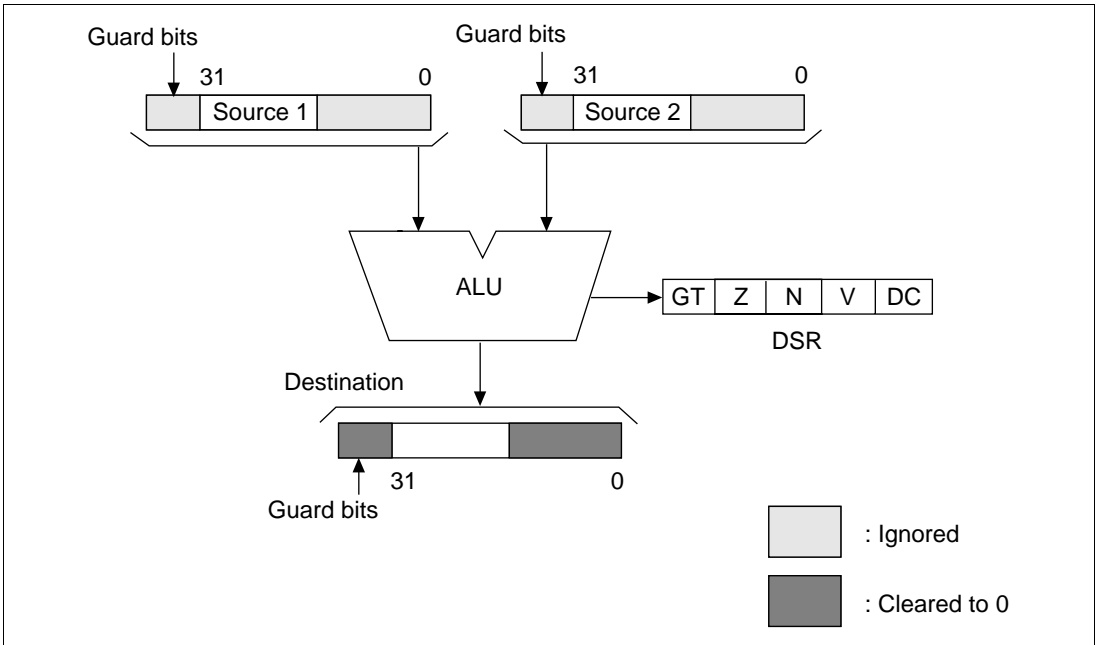 Guard bits
31 0
Source 1
Guard bits
31 0
Source 2
ALU
GT Z N V DC
DSR
Destination
31 0
Guard bits
: Ignored
: Cleared to 0